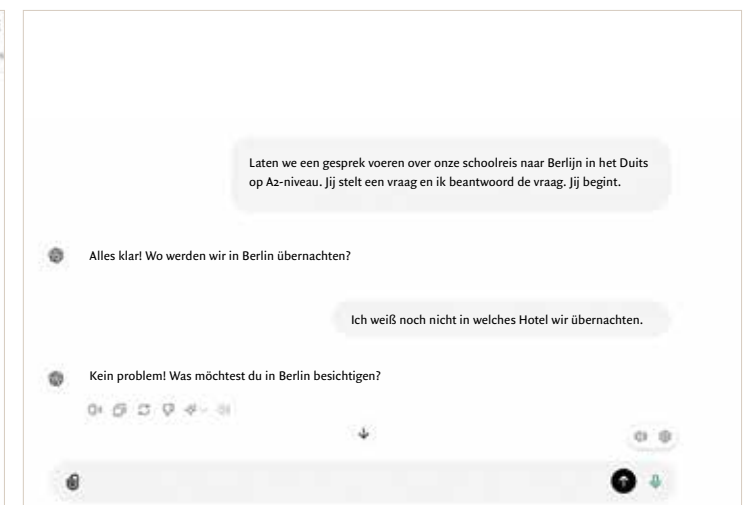 Laten we een gesprek voeren over onze schoolreis naar Berlijn in het Duits
op A2-niveau. Jij stelt een vraag en ik beantwoord de vraag. Jij begint.
Alles klar! Wo werden wir in Berlin übernachten?
Ich weiß noch nicht in welches Hotel wir übernachten.
Kein problem! Was möchtest du in Berlin besichtigen?